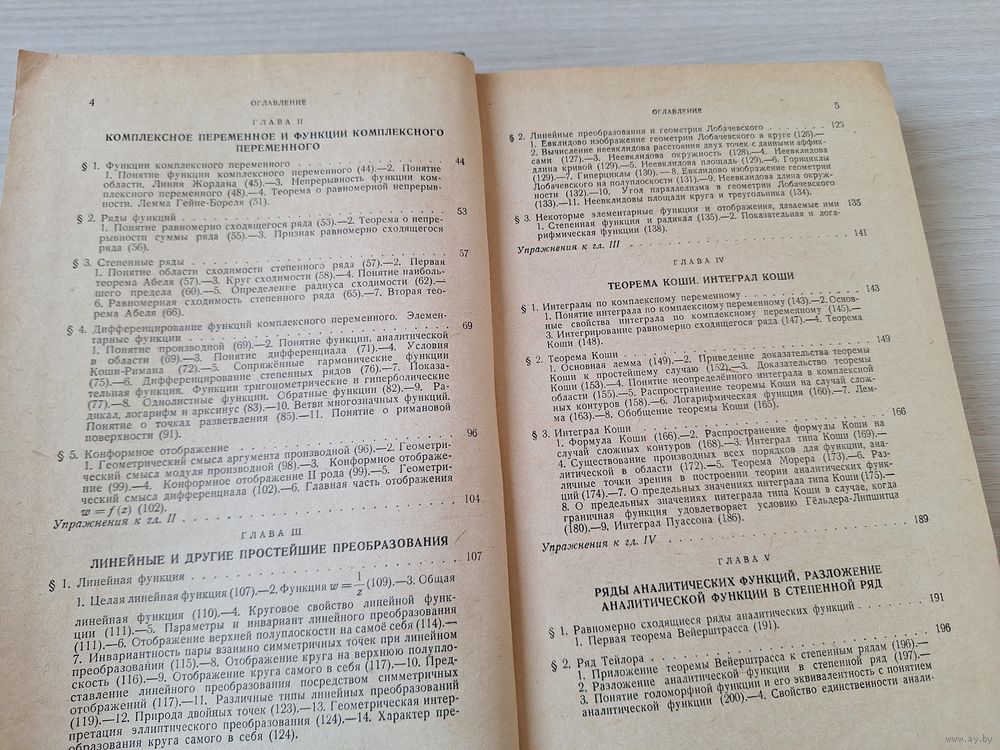 4 ОГЛАВЛЕНИЕ
ГЛАВА II
КОМПЛЕКСНОЕ ПЕРЕМЕННОЕ И ФУНКЦИИ КОМПЛЕКСНОГО
ПЕРЕМЕННОГО
§ 1. Функции комплексного переменного . . . . . . . . . . . 44
1. Понятие функции комплексного переменного (44).—2. Понятие
области. Линия Жордана (45).—3. Непрерывность функции ком-
плексного переменного (48).—4. Теорема о равномерной непрерыв-
ности. Лемма Гейне-Бореля (51).
§ 2. Ряды функций . . . . . . . . . . . . . . . . . . 53
1. Понятие равномерно сходящегося ряда (53).—2. Теорема о непре-
рывности суммы ряда (55).—3. Признак равномерно сходящегося
ряда (56).
§ 3. Степенные ряды . . . . . . . . . . . . . . . . . . 57
1. Понятие области сходимости степенного ряда (57).—2. Первая
теорема Абеля (57).—3. Круг сходимости (58).—4. Понятие наиболь-
шего предела (60).—5. Определение радиуса сходимости (62).—
6. Равномерная сходимость степенного ряда (65).—7. Вторая тео-
рема Абеля (66).
§ 4. Дифференцирование функций комплексного переменного. Элемен-
тарные функции . . . . . . . . . . . . . . . . . . 69
1. Понятие производной (69).—2. Понятие функции, аналитической
в области (69).—3. Понятие дифференциала (71).—4. Условия
Коши-Римана (72).—5. Сопряжённые гармонические функции
(75).—6. Дифференцирование степенных рядов (76).—7. Показа-
тельная функция. Функции тригонометрические и гиперболические
(77).—8. Однолистные функции. Обратные функции (82).—9. Ра-
дикал, логарифм и арксинус (83).—10. Ветви многозначных функций.
Понятие о точках разветвления (85).—11. Понятие о римановой
поверхности (91).
§ 5. Конформное отображение . . . . . . . . . . . . . . 96
1. Геометрический смысл аргумента производной (96).—2. Геометри-
ческий смысл модуля производной (98).—3. Конформное отображе-
ние (99).—4. Конформное отображение II рода (99).—5. Геометри-
ческий смысл дифференциала (102).—6. Главная часть отображения
w = f (z) (102).
Упражнения к гл. II . . . . . . . . . . . . . . . . . . 104
ГЛАВА III
ЛИНЕЙНЫЕ И ДРУГИЕ ПРОСТЕЙШИЕ ПРЕОБРАЗОВАНИЯ
§ 1. Линейная функция . . . . . . . . . . . . . . . . . 107
1. Целая линейная функция (107).—2. Функция w = 1/z (109).—3. Общая
линейная функция (110).—4. Круговое свойство линейной функ-
ции (111).—5. Параметры и инвариант линейного преобразования
(111).—6. Отображение верхней полуплоскости на самоё себя (114).—
7. Инвариантность пары взаимно симметричных точек при линейном
преобразовании (115).—8. Отображение круга на верхнюю полупло-
скость (116).—9. Отображение круга самого в себя (117).—10. Пред-
ставление линейного преобразования посредством симметричных
отображений (117).—11. Различные типы линейных преобразований
(119).—12. Природа двойных точек (123).—13. Геометрическая интер-
претация эллиптического преобразования (124).—14. Характер пре-
образования круга самого в себя (124).
ОГЛАВЛЕНИЕ 5
§ 2. Линейные преобразования и геометрия Лобачевского . . . . . 125
1. Евклидово изображение геометрии Лобачевского в круге (126).—
2. Вычисление неевклидова расстояния двух точек с данными аффик-
сами (127).—3. Неевклидова окружность (128).—4. Неевклидова
длина кривой (129).—5. Неевклидова площадь (129).—6. Горициклы
(129).—7. Гиперциклы (130).—8. Евклидово изображение геометрии
Лобачевского на полуплоскости (131).—9. Неевклидова длина окруж-
ности (132).—10. Угол параллелизма в геометрии Лобачевского
(133).—11. Неевклидовы площади круга и треугольника (134).
§ 3. Некоторые элементарные функции и отображения, даваемые ими 135
1. Степенная функция и радикал (135).—2. Показательная и лога-
рифмическая функции (138).
Упражнения к гл. III . . . . . . . . . . . . . . . . . . 141
ГЛАВА IV
ТЕОРЕМА КОШИ. ИНТЕГРАЛ КОШИ
§ 1. Интегралы по комплексному переменному . . . . . . . . . 143
1. Понятие интеграла по комплексному переменному (143).—2. Основ-
ные свойства интеграла по комплексному переменному (145).—
3. Интегрирование равномерно сходящегося ряда (147).—4. Теорема
Коши (148).
§ 2. Теорема Коши . . . . . . . . . . . . . . . . . . 149
1. Основная лемма (149).—2. Приведение доказательства теоремы
Коши к простейшему случаю (152).—3. Доказательство теоремы
Коши (153).—4. Понятие неопределённого интеграла в комплексной
области (155).—5. Распространение теоремы Коши на случай слож-
ных контуров (158).—6. Логарифмическая функция (160).—7. Лем-
ма (163).—8. Обобщение теоремы Коши (165).
§ 3. Интеграл Коши . . . . . . . . . . . . . . . . . . 166
1. Формула Коши (166).—2. Распространение формулы Коши на
случай сложных контуров (168).—3. Интеграл типа Коши (169).—
4. Существование производных всех порядков для функции, ана-
литической в области (172).—5. Теорема Морера (173).—6. Раз-
личные точки зрения в построении теории аналитических функ-
ций (174).—7. О предельных значениях интеграла типа Коши (175).—
8. О предельных значениях интеграла типа Коши в случае, когда
граничная функция удовлетворяет условию Гёльдера-Липшитца
(180).—9. Интеграл Пуассона (186).
Упражнения к гл. IV . . . . . . . . . . . . . . . . . . 189
ГЛАВА V
РЯДЫ АНАЛИТИЧЕСКИХ ФУНКЦИЙ, РАЗЛОЖЕНИЕ
АНАЛИТИЧЕСКОЙ ФУНКЦИИ В СТЕПЕННОЙ РЯД
§ 1. Равномерно сходящиеся ряды аналитических функций . . . . . 191
1. Первая теорема Вейерштрасса (191).
§ 2. Ряд Тейлора . . . . . . . . . . . . . . . . . . . 196
1. Приложение теоремы Вейерштрасса к степенным рядам (196).—
2. Разложение аналитической функции в степенной ряд (197).—
3. Понятие голоморфной функции и его эквивалентность с понятием
аналитической функции (200).—4. Свойство единственности анали-
www.ay.by